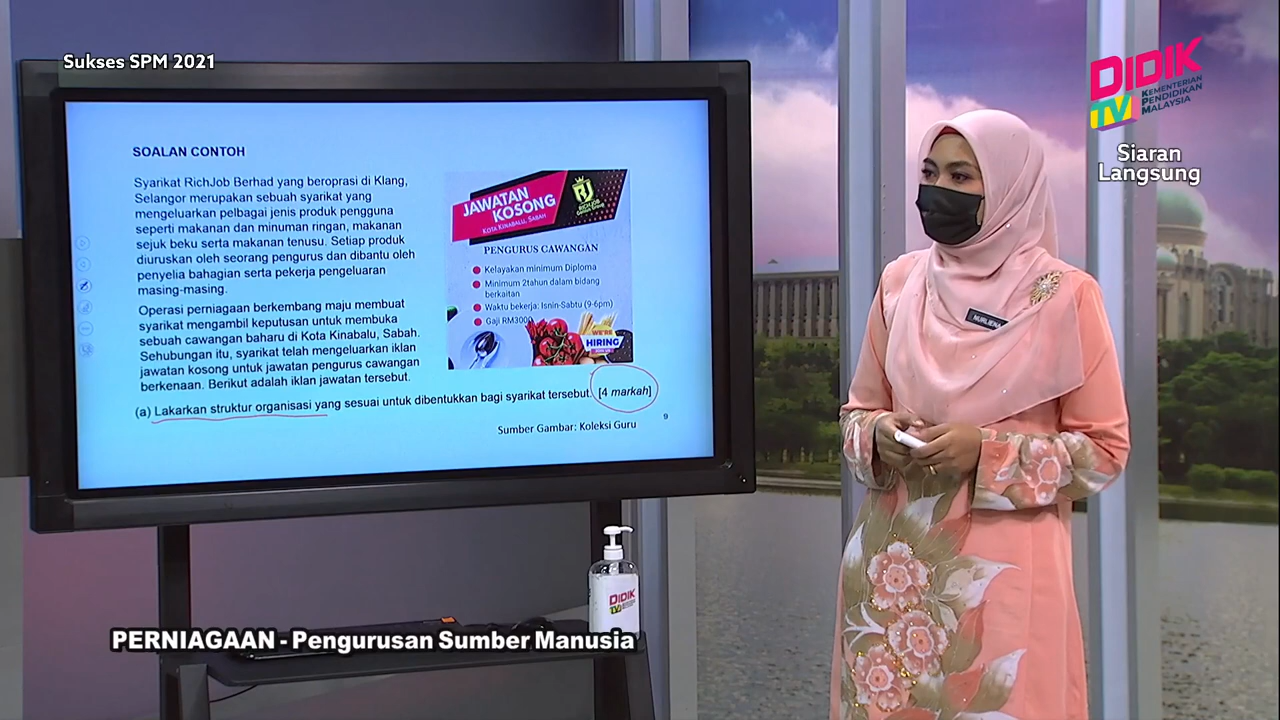 Sukses SPM 2021
DIDIK
TV
KEMENTERIAN
PENDIDIKAN
MALAYSIA
Siaran
Langsung
SOALAN CONTOH
Syarikat RichJob Berhad yang beroprasi di Klang,
Selangor merupakan sebuah syarikat yang
mengeluarkan pelbagai jenis produk pengguna
seperti makanan dan minuman ringan, makanan
sejuk beku serta makanan tenusu. Setiap produk
diuruskan oleh seorang pengurus dan dibantu oleh
penyelia bahagian serta pekerja pengeluaran
masing-masing.
Operasi perniagaan berkembang maju membuat
syarikat mengambil keputusan untuk membuka
sebuah cawangan baharu di Kota Kinabalu, Sabah.
Sehubungan itu, syarikat telah mengeluarkan iklan
jawatan kosong untuk jawatan pengurus cawangan
berkenaan. Berikut adalah iklan jawatan tersebut.
JAWATAN
KOSONG
KOTA KINABALU, SABAH
RJ
RICHJOB
PENGURUS CAWANGAN
Kelayakan minimum Diploma
Minimum 2tahun dalam bidang
berkaitan
Waktu bekerja: Isnin-Sabtu (9-6pm)
Gaji RM3000
WE'RE
HIRING
(a) Lakarkan struktur organisasi yang sesuai untuk dibentukkan bagi syarikat tersebut. [4 markah]
9
Sumber Gambar: Koleksi Guru
NURLIENA
DIDIK
TV
PERNIAGAAN - Pengurusan Sumber Manusia